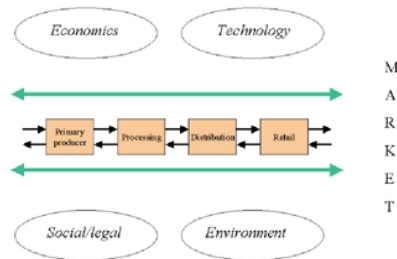 Economics
Technology
Primary
producer
Processing
Distribution
Retail
Social/legal
Environment
M
A
R
K
E
T